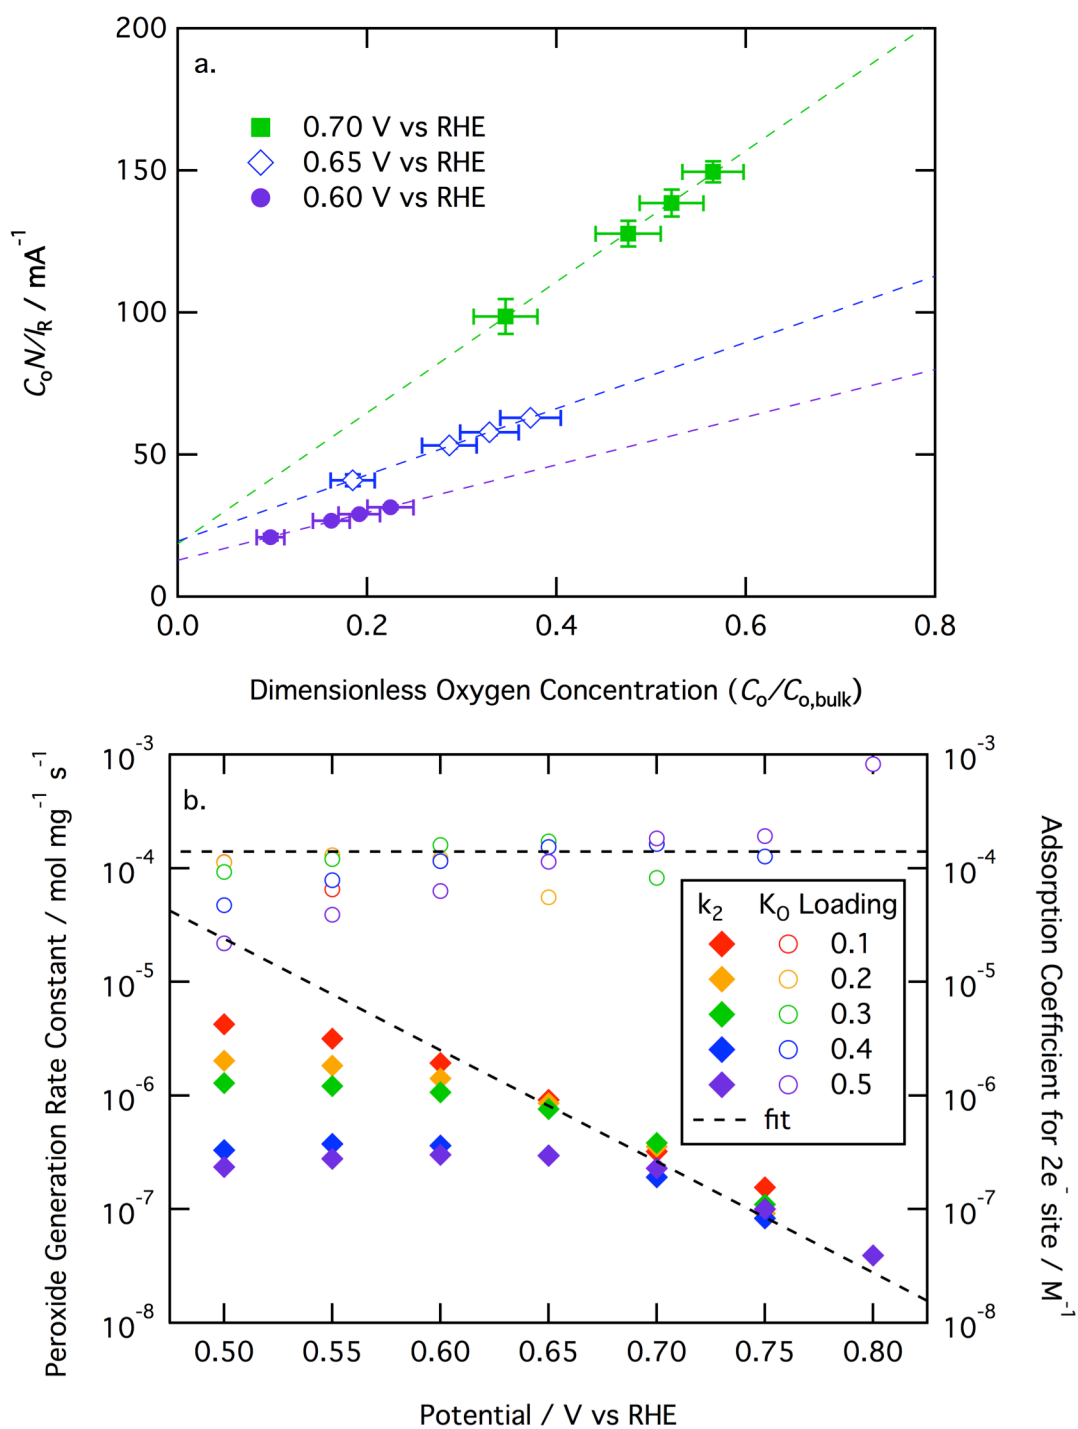 200
a.
0.70 V vs RHE
0.65 V vs RHE
0.60 V vs RHE
150
100
50
0
CoN/IR / mA-1
0.0 0.2 0.4 0.6 0.8
Dimensionless Oxygen Concentration (Co/Co,bulk)
b.
Peroxide Generation Rate Constant / mol mg-1 s-1
10-3
10-4
10-5
10-6
10-7
10-8
k2 KO Loading
0.1
0.2
0.3
0.4
0.5
fit
10-3
10-4
10-5
10-6
10-7
10-8
Adsorption Coefficient for 2e- site / M-1
0.50 0.55 0.60 0.65 0.70 0.75 0.80
Potential / V vs RHE